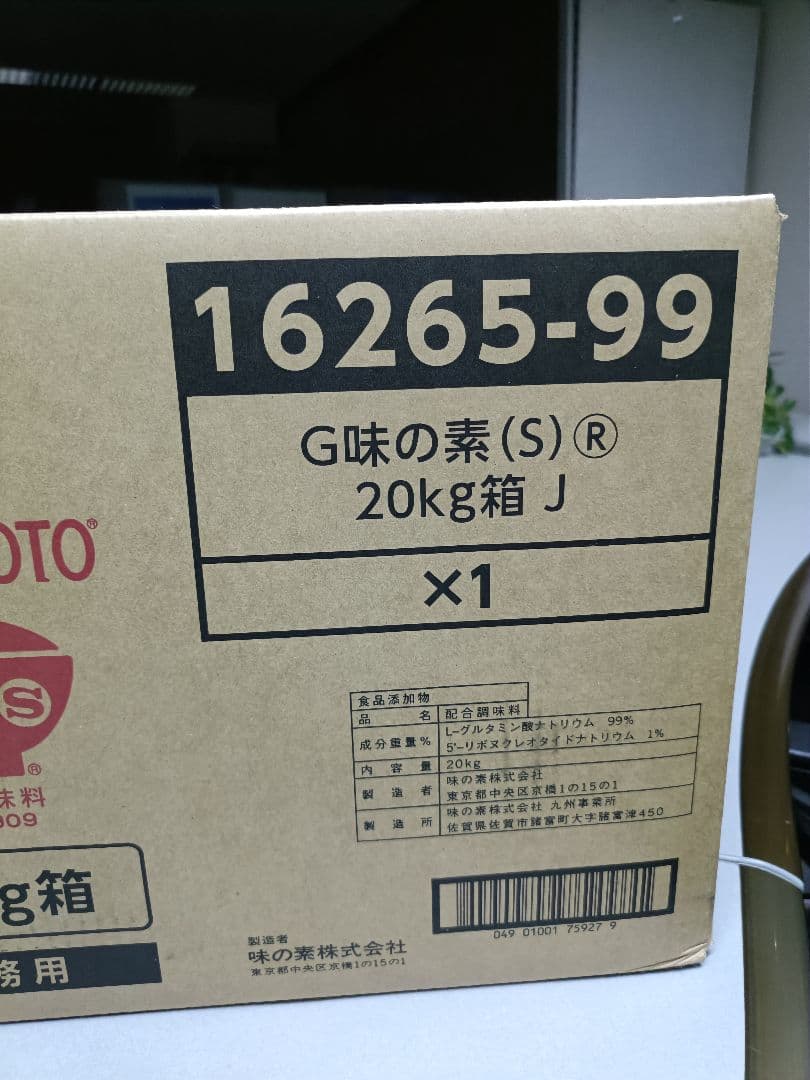 16265-99
G味の素(S)®
20kg箱 J
×1
OTO®
S
®
味料
909
g箱
務用
食品添加物
品 名 配合調味料
成分重量% L-グルタミン酸ナトリウム 99%
5'-リボヌクレオタイドナトリウム 1%
内容量 20kg
製造者 味の素株式会社
東京都中央区京橋1の15の1
製造所 味の素株式会社 九州事業所
佐賀県佐賀市諸富町大字諸富津450
049 01001 75927 9
製造者
味の素株式会社
東京都中央区京橋1の15の1